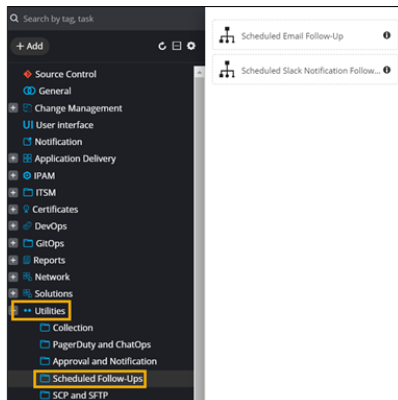 Search by tag, task
+ Add
Source Control
General
Change Management
UI User interface
Notification
Application Delivery
IPAM
ITSM
Certificates
DevOps
GitOps
Reports
Network
Solutions
Utilities
Collection
PagerDuty and ChatOps
Approval and Notification
Scheduled Follow-Ups
SCP and SFTP
Scheduled Email Follow-Up
Scheduled Slack Notification Follow...